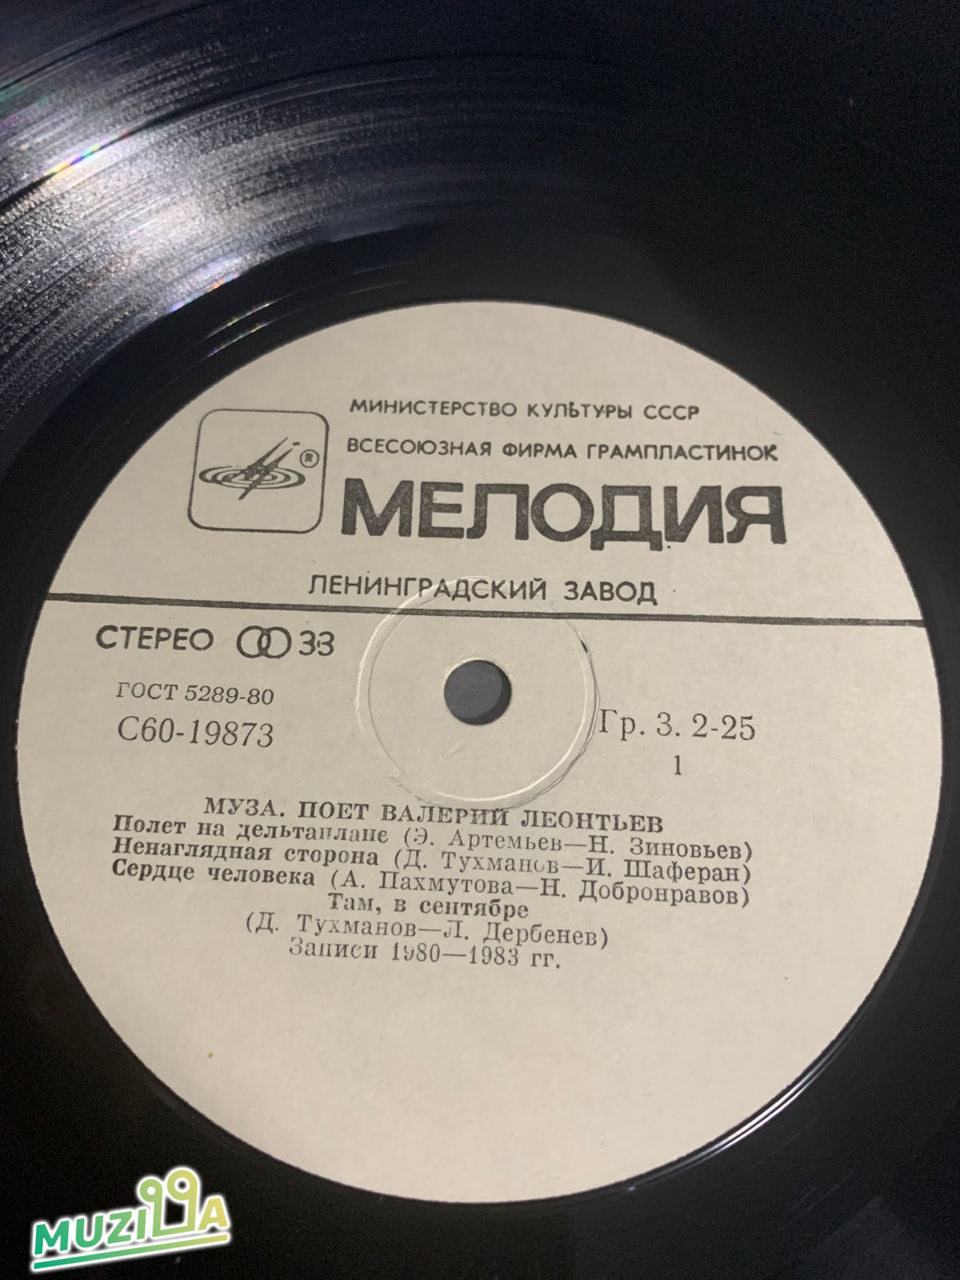 МИНИСТЕРСТВО КУЛЬТУРЫ СССР
ВСЕСОЮЗНАЯ ФИРМА ГРАМПЛАСТИНОК
®
МЕЛОДИЯ
ЛЕНИНГРАДСКИЙ ЗАВОД
СТЕРЕО 33
ГОСТ 5289-80
С60-19873
Гр. 3. 2-25
1
МУЗА. ПОЕТ ВАЛЕРИЙ ЛЕОНТЬЕВ
Полет на дельтаплане (Э. Артемьев—Н. Зиновьев)
Ненаглядная сторона (Д. Тухманов—И. Шаферан)
Сердце человека (А. Пахмутова—Н. Добронравов)
Там, в сентябре
(Д. Тухманов—Л. Дербенев)
Записи 1980—1983 гг.
MUZILLA